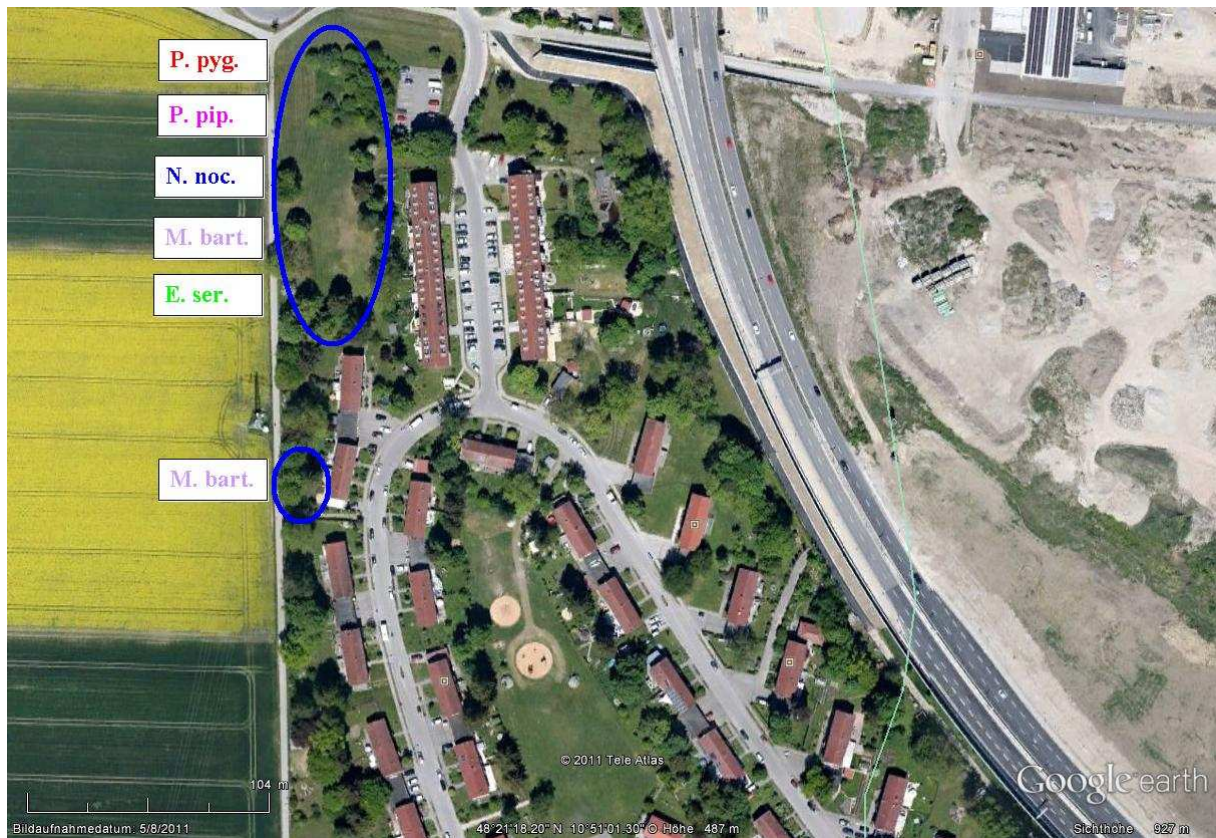 P. pyg.
P. pip.
N. noc.
M. bart.
E. ser.
M. bart.
© 2011 Tele Atlas
Google earth
104 m
Bildaufnahmedatum: 5/8/2011 48°21'18.20" N 10°51'01.30" O Höhe 487 m Sichthöhe 927 m